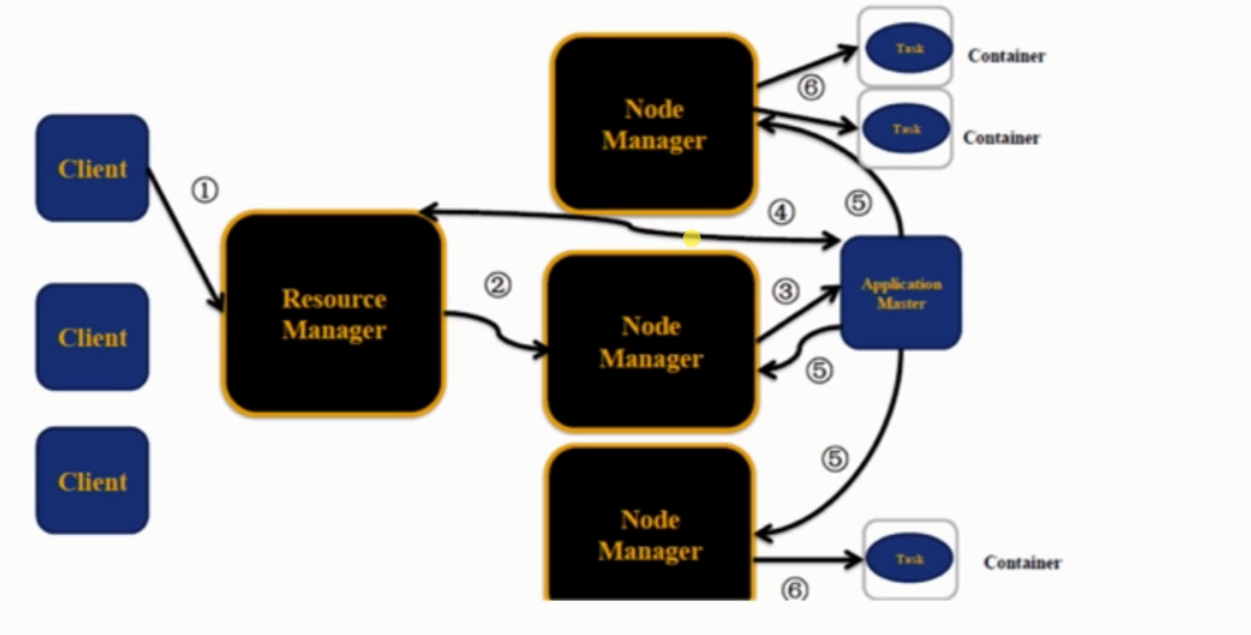 Task
Container
⑥
Node
Manager
Task
Container
Client
①
④
⑤
Resource
Manager
②
Node
Manager
③
Application
Master
Client
⑤
⑤
Client
Node
Manager
Task
Container
⑥